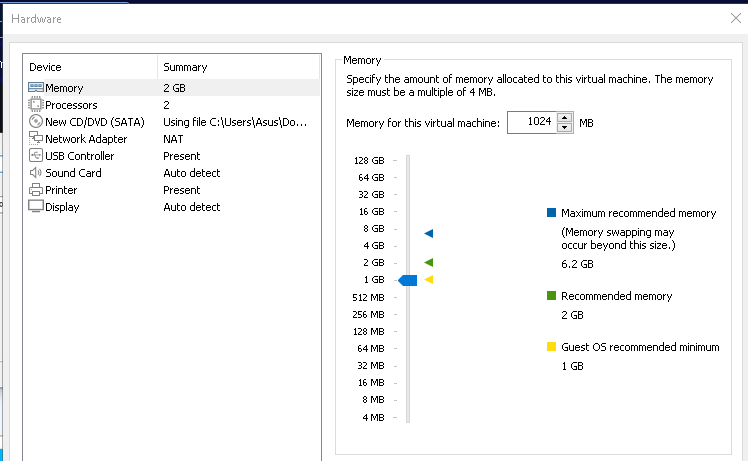 Hardware
Device Summary
Memory 2 GB
Processors 2
New CD/DVD (SATA) Using file C:\Users\Asus\Do...
Network Adapter NAT
USB Controller Present
Sound Card Auto detect
Printer Present
Display Auto detect
Memory
Specify the amount of memory allocated to this virtual machine. The memory
size must be a multiple of 4 MB.
Memory for this virtual machine: 1024 MB
128 GB
64 GB
32 GB
16 GB
8 GB
4 GB
2 GB
1 GB
512 MB
256 MB
128 MB
64 MB
32 MB
16 MB
8 MB
4 MB
Maximum recommended memory
(Memory swapping may
occur beyond this size.)
6.2 GB
Recommended memory
2 GB
Guest OS recommended minimum
1 GB